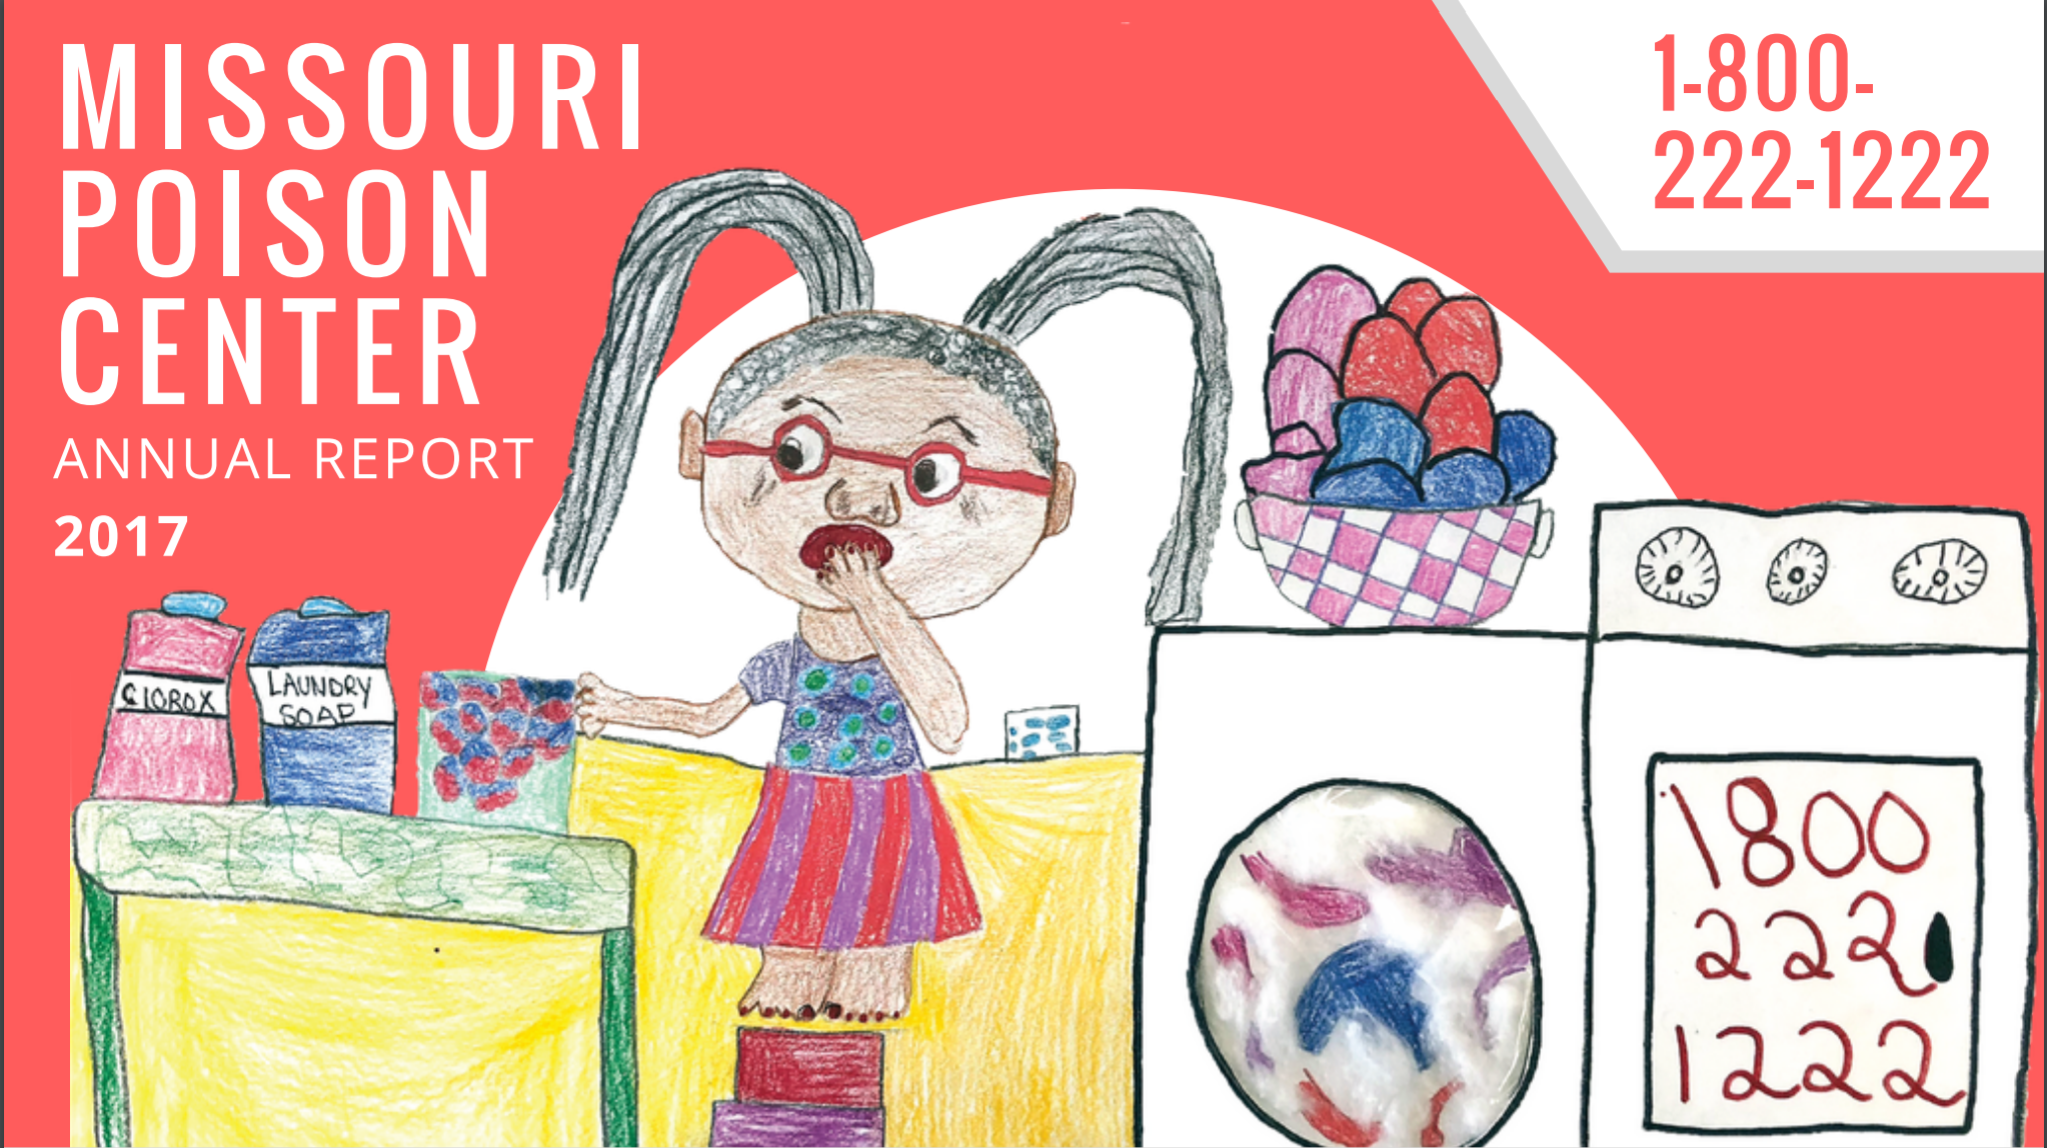 MISSOURI
POISON
CENTER
ANNUAL REPORT
2017
1-800-
222-1222
CLOROX
LAUNDRY
SOAP
1800
222
1222